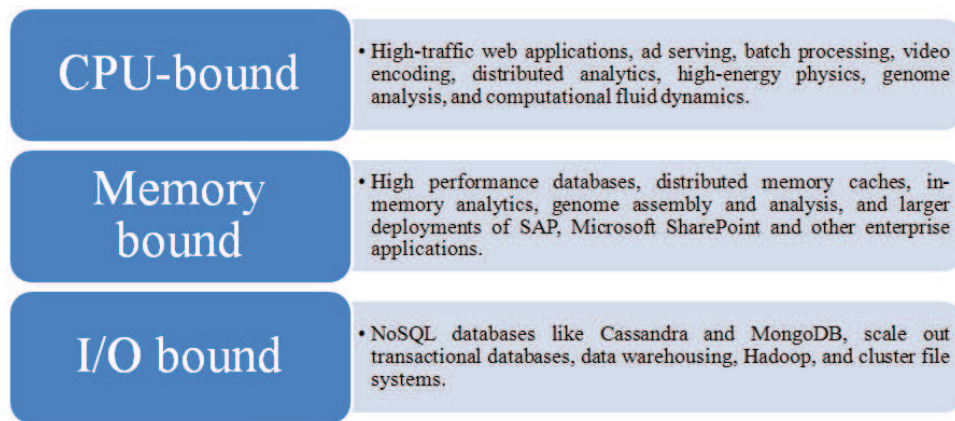 CPU-bound
• High-traffic web applications, ad serving, batch processing, video
encoding, distributed analytics, high-energy physics, genome
analysis, and computational fluid dynamics.
Memory
bound
• High performance databases, distributed memory caches, in-
memory analytics, genome assembly and analysis, and larger
deployments of SAP, Microsoft SharePoint and other enterprise
applications.
I/O bound
• NoSQL databases like Cassandra and MongoDB, scale out
transactional databases, data warehousing, Hadoop, and cluster file
systems.